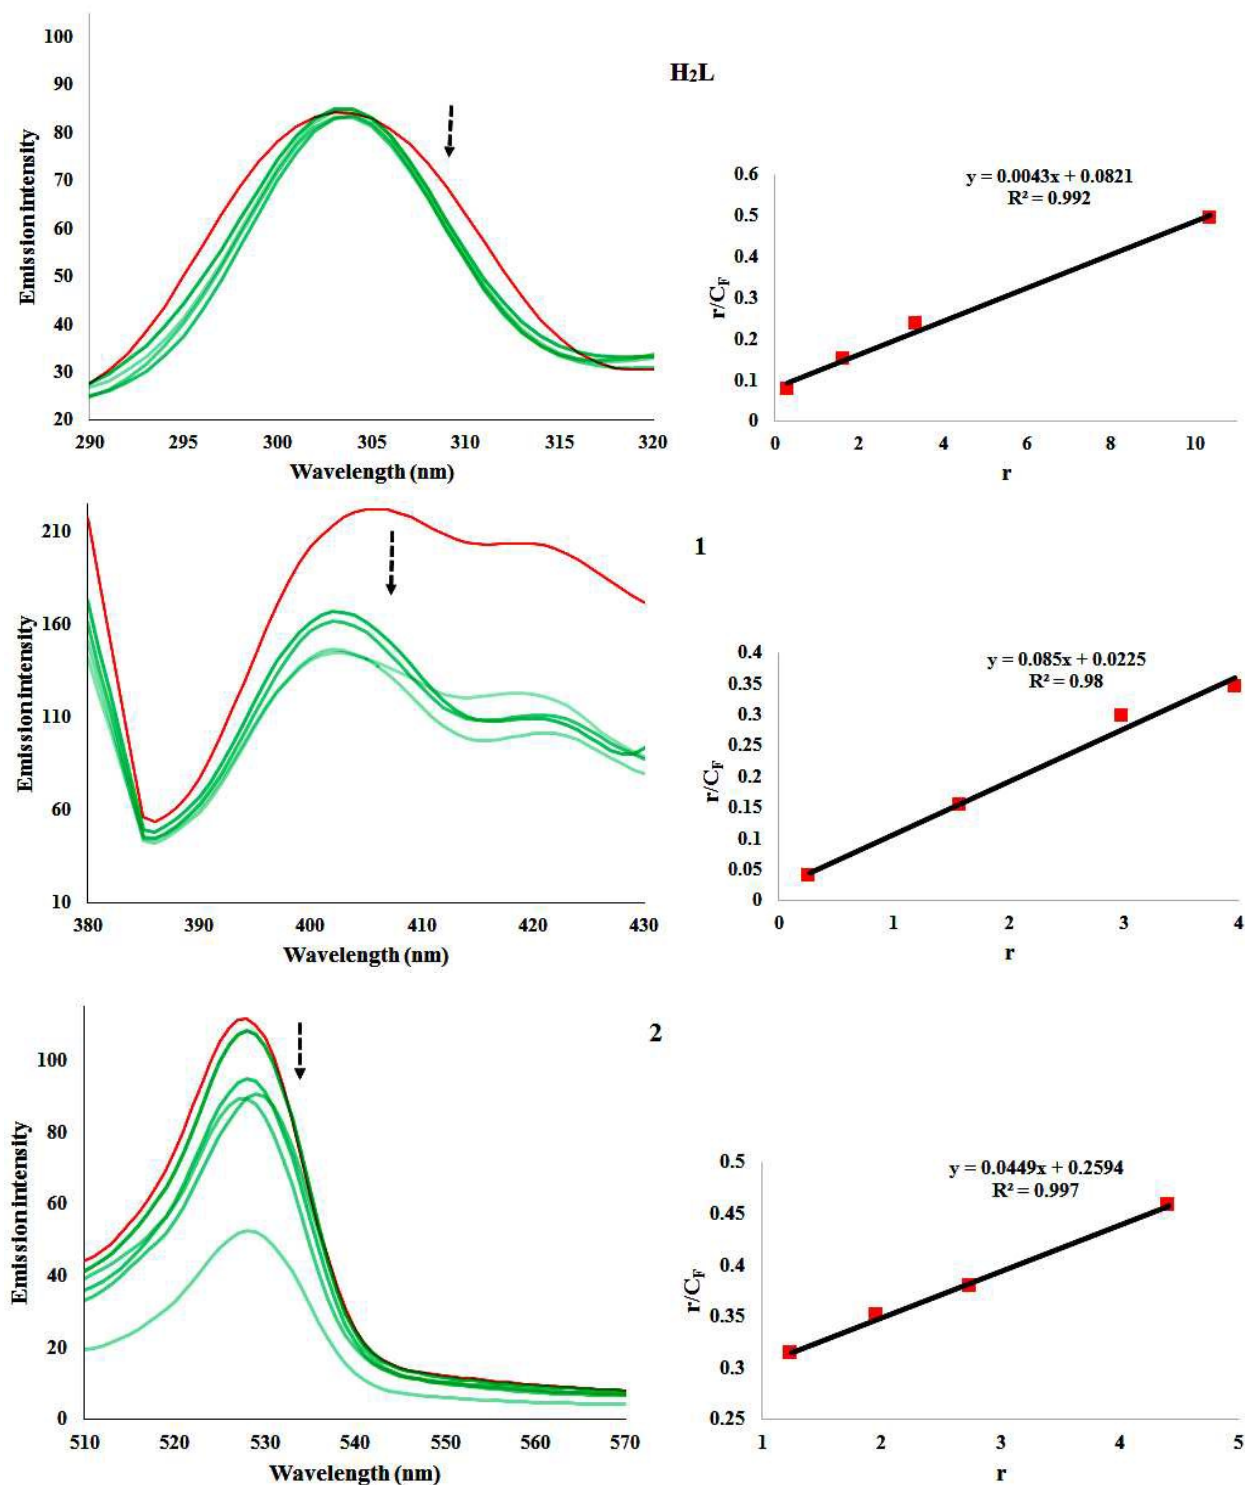 H₂L
Emission intensity
100
90
80
70
60
50
40
30
20
290 295 300 305 310 315 320
Wavelength (nm)
y = 0.0043x + 0.0821
R² = 0.992
r/C_F
0.6
0.5
0.4
0.3
0.2
0.1
0
0 2 4 6 8 10
r
1
Emission intensity
210
160
110
60
10
380 390 400 410 420 430
Wavelength (nm)
y = 0.085x + 0.0225
R² = 0.98
r/C_F
0.4
0.35
0.3
0.25
0.2
0.15
0.1
0.05
0
0 1 2 3 4
r
2
Emission intensity
100
80
60
40
20
0
510 520 530 540 550 560 570
Wavelength (nm)
y = 0.0449x + 0.2594
R² = 0.997
r/C_F
0.5
0.45
0.4
0.35
0.3
0.25
1 2 3 4 5
r